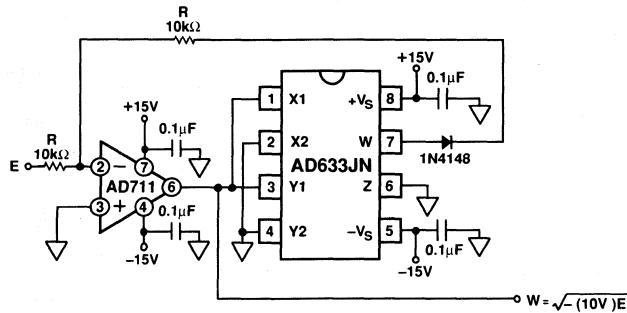 R
10kΩ
+15V
0.1µF
1 X1
+VS 8
+15V
0.1µF
R
10kΩ
E
2 −
7
AD711
6
3 +
4
0.1µF
−15V
2 X2
W 7
1N4148
AD633JN
3 Y1
Z 6
4 Y2
−VS 5
0.1µF
−15V
W = √−(10V)E